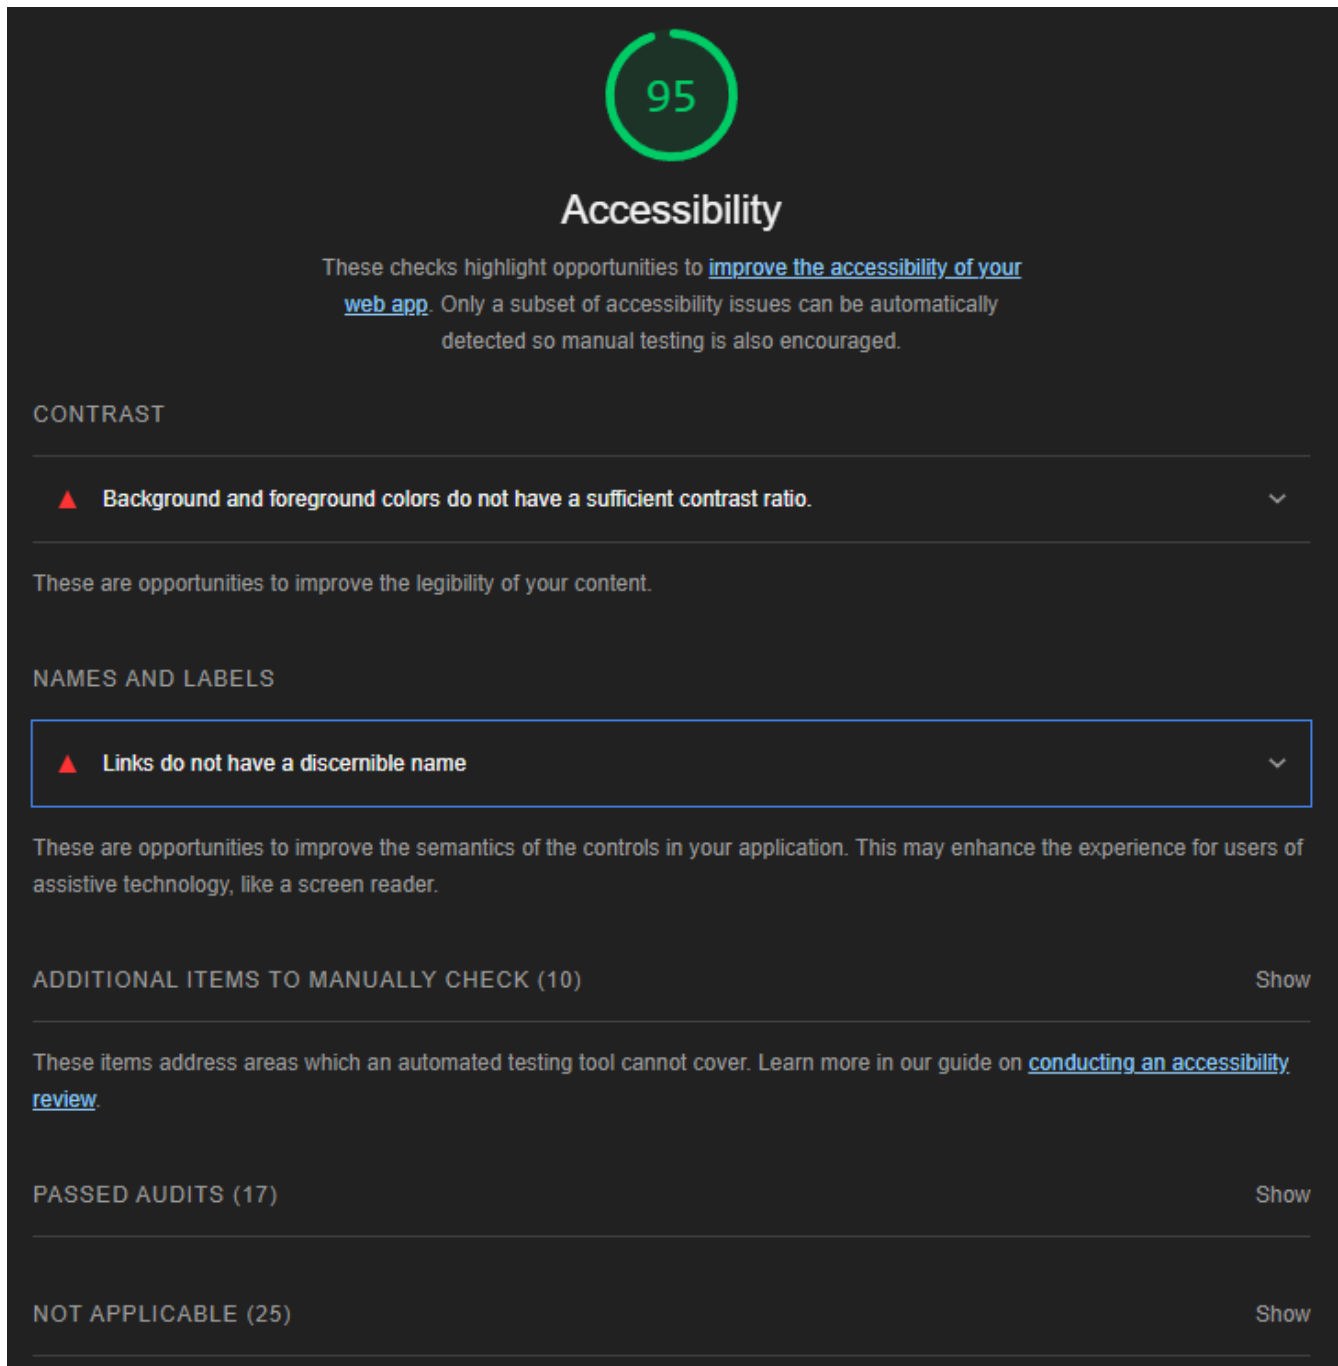 95
Accessibility
These checks highlight opportunities to improve the accessibility of your
web app. Only a subset of accessibility issues can be automatically
detected so manual testing is also encouraged.
CONTRAST
Background and foreground colors do not have a sufficient contrast ratio.
These are opportunities to improve the legibility of your content.
NAMES AND LABELS
Links do not have a discernible name
These are opportunities to improve the semantics of the controls in your application. This may enhance the experience for users of
assistive technology, like a screen reader.
ADDITIONAL ITEMS TO MANUALLY CHECK (10) Show
These items address areas which an automated testing tool cannot cover. Learn more in our guide on conducting an accessibility
review.
PASSED AUDITS (17) Show
NOT APPLICABLE (25) Show